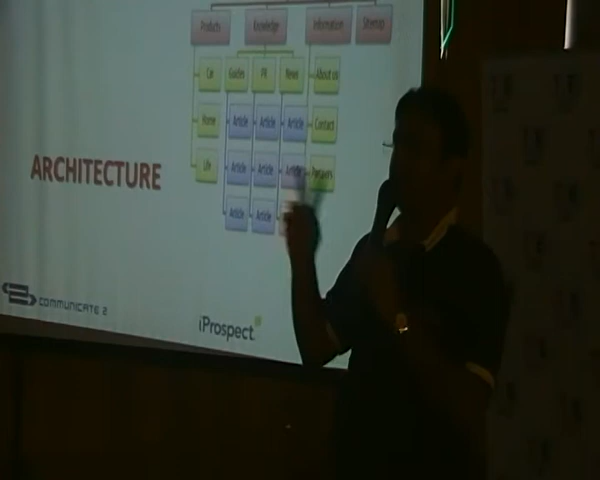 Products Knowledge Information Sitemap
Car Guides PR News About us
Home Article Article Article Contact
Life Article Article Article Partners
Article Article
ARCHITECTURE
COMMUNICATE 2
iProspect